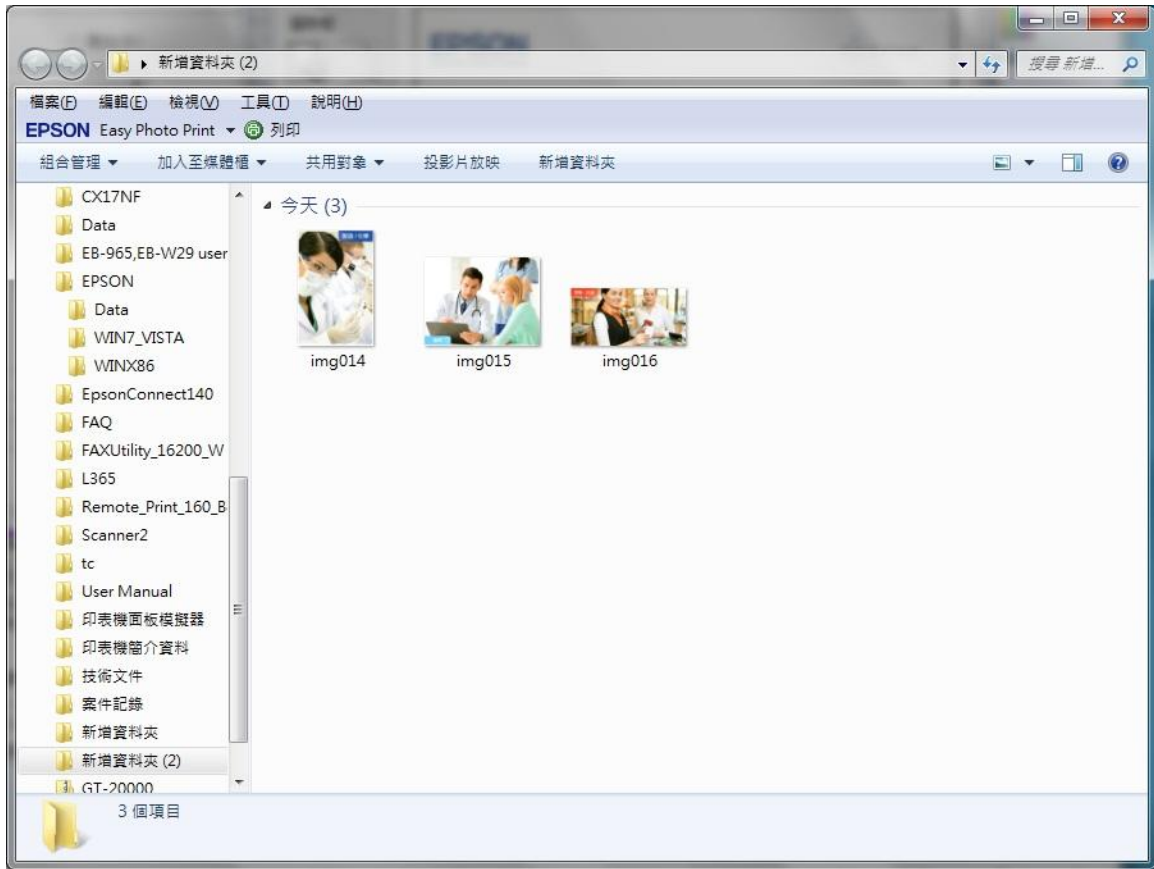 新增資料夾 (2)
搜尋 新增...
檔案(F) 編輯(E) 檢視(V) 工具(T) 說明(H)
EPSON Easy Photo Print 列印
組合管理 加入至媒體櫃 共用對象 投影片放映 新增資料夾
CX17NF
Data
EB-965,EB-W29 user
EPSON
Data
WIN7_VISTA
WINX86
EpsonConnect140
FAQ
FAXUtility_16200_W
L365
Remote_Print_160_B
Scanner2
tc
User Manual
印表機面板模擬器
印表機簡介資料
技術文件
案件記錄
新增資料夾
新增資料夾 (2)
GT-20000
今天 (3)
img014
img015
img016
3 個項目